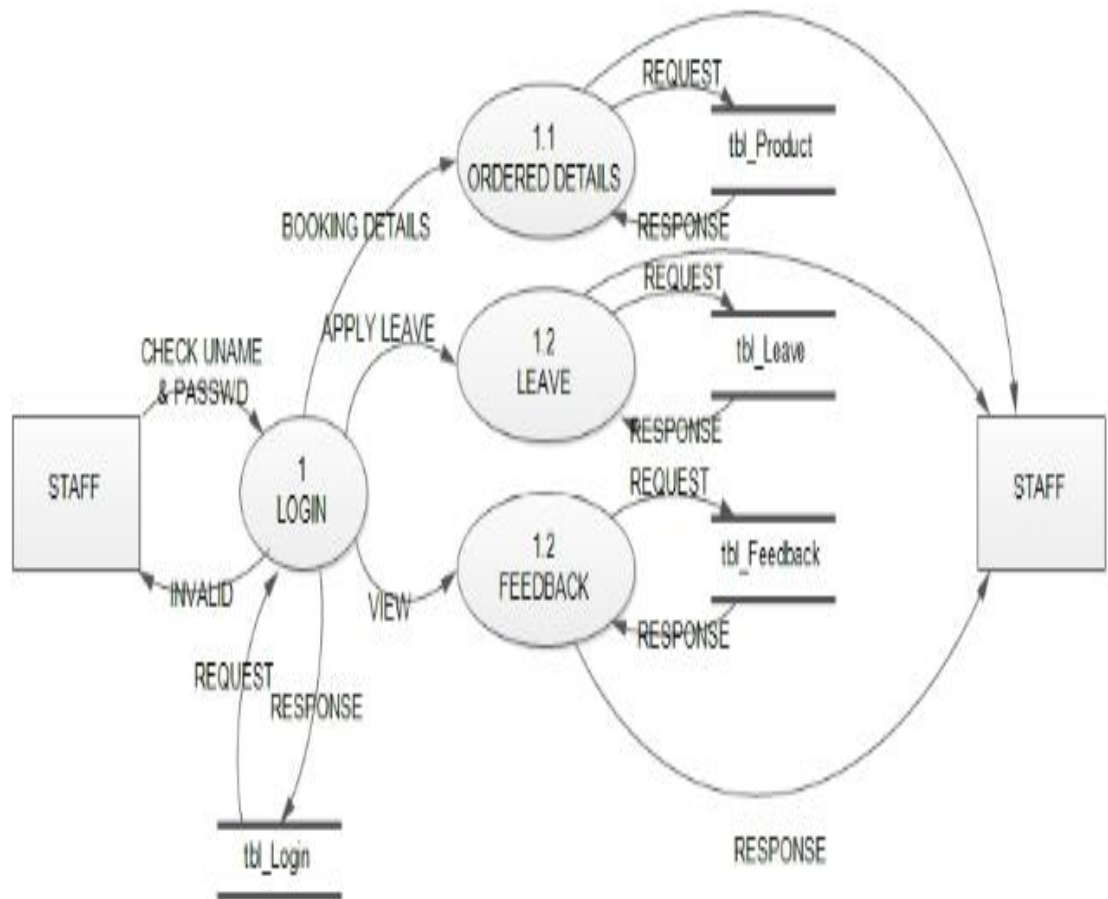 REQUEST
1.1
ORDERED DETAILS
tbl_Product
RESPONSE
BOOKING DETAILS
REQUEST
APPLY LEAVE
1.2
LEAVE
tbl_Leave
RESPONSE
CHECK UNAME
& PASSWD
STAFF
1
LOGIN
INVALID
REQUEST
1.2
FEEDBACK
tbl_Feedback
RESPONSE
VIEW
STAFF
REQUEST
RESPONSE
tbl_Login
RESPONSE